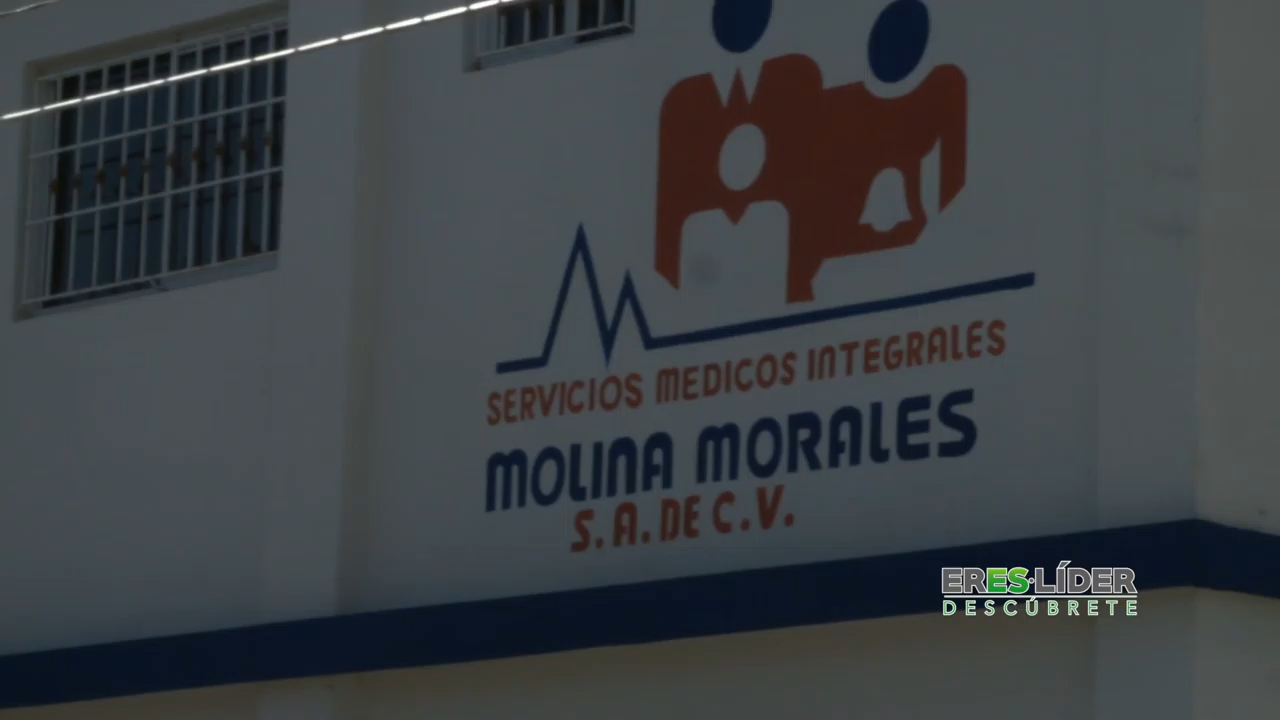 SERVICIOS MEDICOS INTEGRALES
MOLINA MORALES
S.A. DE C.V.
ERES·LÍDER
DESCÚBRETE